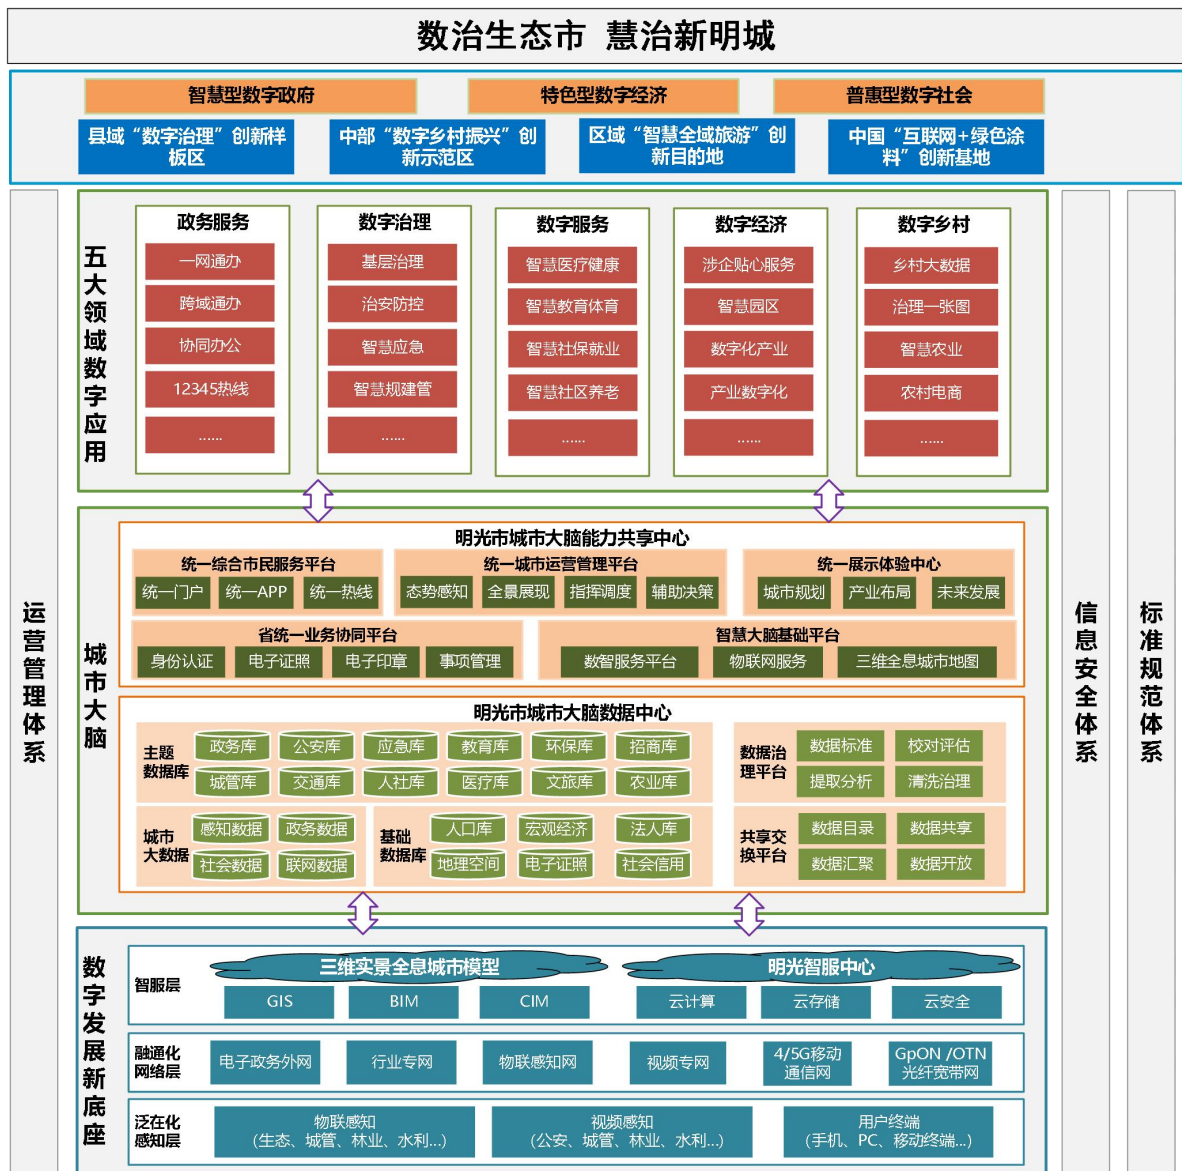 数治生态市 慧治新明城
智慧型数字政府
特色型数字经济
普惠型数字社会
县域“数字治理”创新样
板区
中部“数字乡村振兴”创
新示范区
区域“智慧全域旅游”创
新目的地
中国“互联网+绿色涂
料”创新基地
运营管理体系
五大领域数字应用
政务服务
一网通办
跨域通办
协同办公
12345热线
......
数字治理
基层治理
治安防控
智慧应急
智慧规建管
......
数字服务
智慧医疗健康
智慧教育体育
智慧社保就业
智慧社区养老
......
数字经济
涉企贴心服务
智慧园区
数字化产业
产业数字化
......
数字乡村
乡村大数据
治理一张图
智慧农业
农村电商
......
城市大脑
明光市城市大脑能力共享中心
统一综合市民服务平台
统一门户
统一APP
统一热线
统一城市运营管理平台
态势感知
全景展现
指挥调度
辅助决策
统一展示体验中心
城市规划
产业布局
未来发展
省统一业务协同平台
身份认证
电子证照
电子印章
事项管理
智慧大脑基础平台
数智服务平台
物联网服务
三维全息城市地图
明光市城市大脑数据中心
主题
数据库
政务库
公安库
应急库
教育库
环保库
招商库
城管库
交通库
人社库
医疗库
文旅库
农业库
数据治
理平台
数据标准
校对评估
提取分析
清洗治理
城市
大数据
感知数据
政务数据
社会数据
联网数据
基础
数据库
人口库
宏观经济
法人库
地理空间
电子证照
社会信用
共享交
换平台
数据目录
数据共享
数据汇聚
数据开放
数字发展新底座
智服层
三维实景全息城市模型
GIS
BIM
CIM
明光智服中心
云计算
云存储
云安全
融通化
网络层
电子政务外网
行业专网
物联感知网
视频专网
4/5G移动
通信网
GpON /OTN
光纤宽带网
泛在化
感知层
物联感知
（生态、城管、林业、水利...）
视频感知
（公安、城管、林业、水利...）
用户终端
（手机、PC、移动终端...）
信息安全体系
标准规范体系